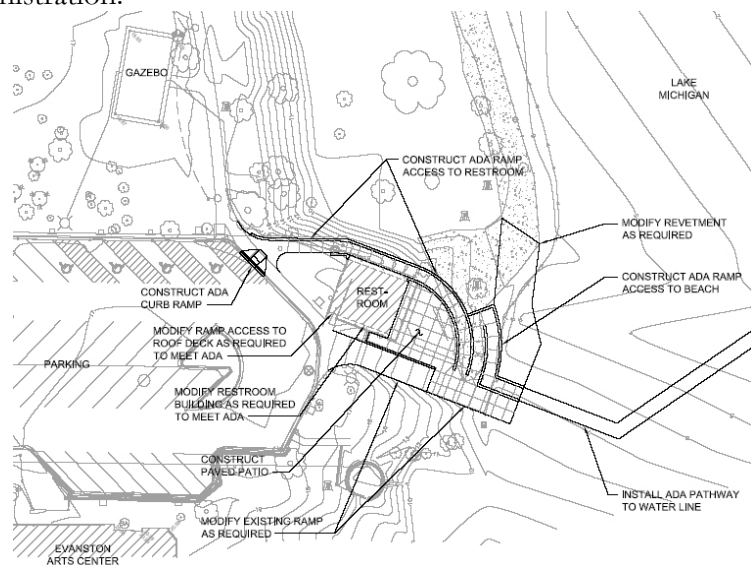 nistration.
GAZEBO
LAKE
MICHIGAN
CONSTRUCT ADA RAMP
ACCESS TO RESTROOM
MODIFY REVETMENT
AS REQUIRED
CONSTRUCT ADA RAMP
ACCESS TO BEACH
CONSTRUCT ADA
CURB RAMP
REST-
ROOM
MODIFY RAMP ACCESS TO
ROOF DECK AS REQUIRED
TO MEET ADA
PARKING
MODIFY RESTROOM
BUILDING AS REQUIRED
TO MEET ADA
CONSTRUCT
PAVED PATIO
INSTALL ADA PATHWAY
TO WATER LINE
MODIFY EXISTING RAMP
AS REQUIRED
EVANSTON
ARTS CENTER